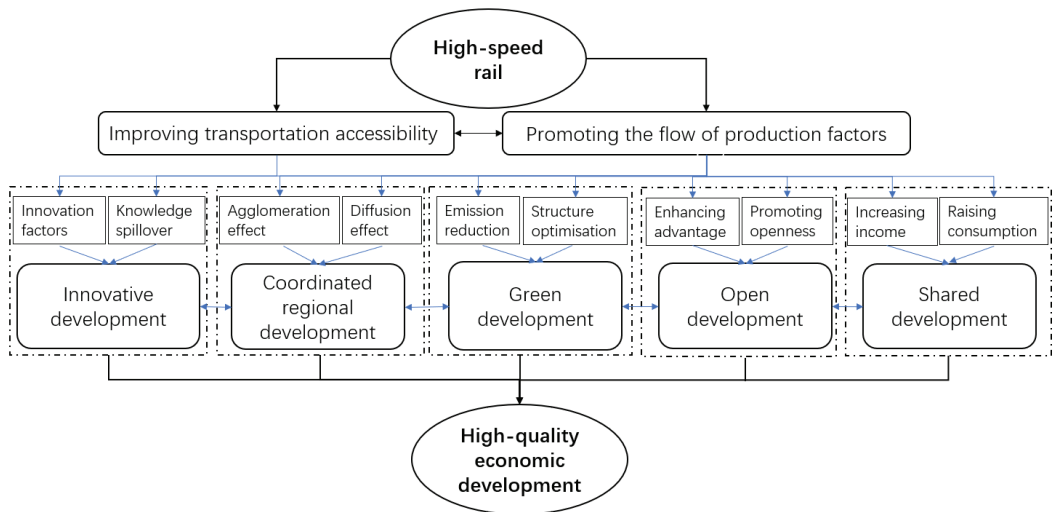 High-speed
rail
Improving transportation accessibility
Promoting the flow of production factors
Innovation
factors
Knowledge
spillover
Agglomeration
effect
Diffusion
effect
Emission
reduction
Structure
optimisation
Enhancing
advantage
Promoting
openness
Increasing
income
Raising
consumption
Innovative
development
Coordinated
regional
development
Green
development
Open
development
Shared
development
High-quality
economic
development